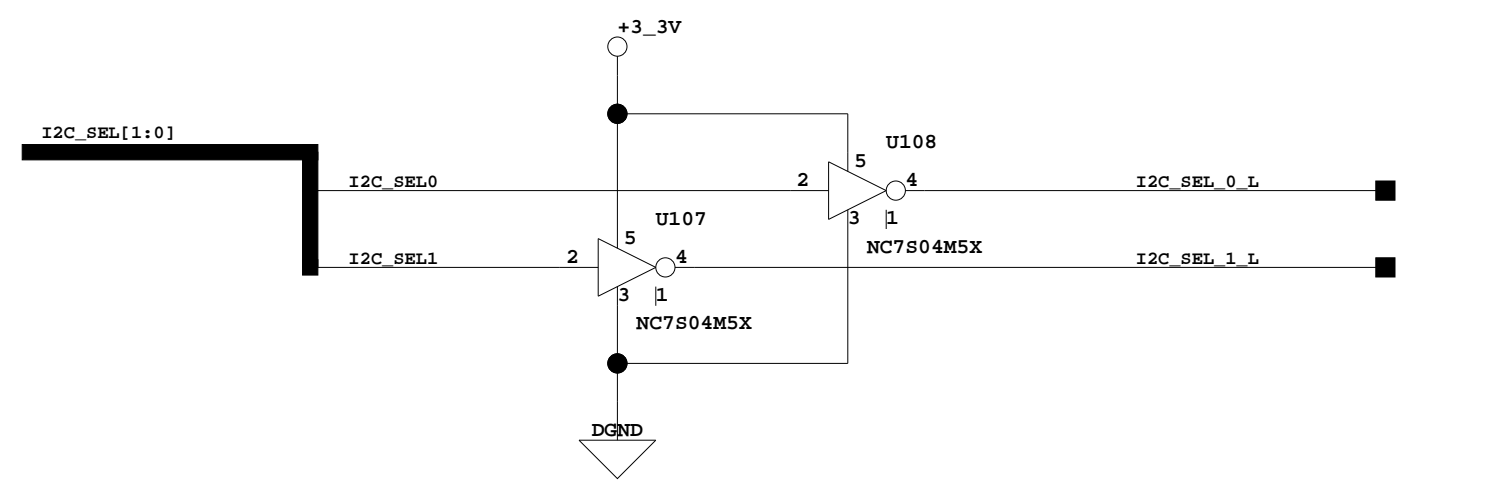 +3_3V
I2C_SEL[1:0]
U108
5
I2C_SEL0
2
4
I2C_SEL_0_L
3
1
U107
NC7S04M5X
5
I2C_SEL1
2
4
I2C_SEL_1_L
3
1
NC7S04M5X
DGND